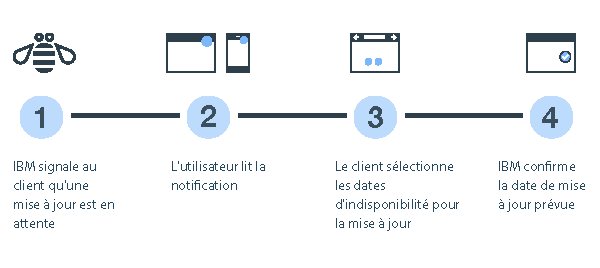 1
2
3
4
IBM signale au
client qu'une
mise à jour est en
attente
L'utilisateur lit la
notification
Le client sélectionne
les dates
d'indisponibilité pour
la mise à jour
IBM confirme
la date de mise
à jour prévue